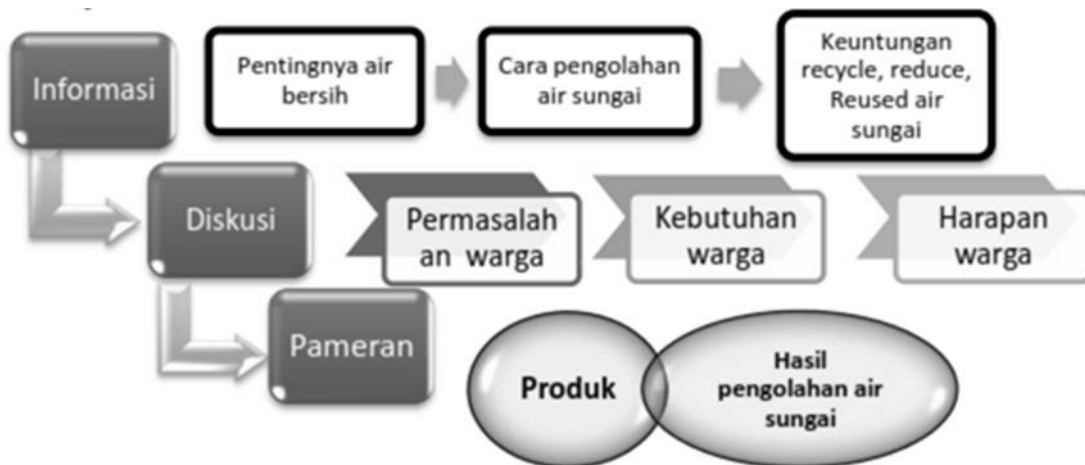 Informasi
Pentingnya air
bersih
Cara pengolahan
air sungai
Keuntungan
recycle, reduce,
Reused air
sungai
Diskusi
Permasalah
an warga
Kebutuhan
warga
Harapan
warga
Pameran
Produk
Hasil
pengolahan air
sungai